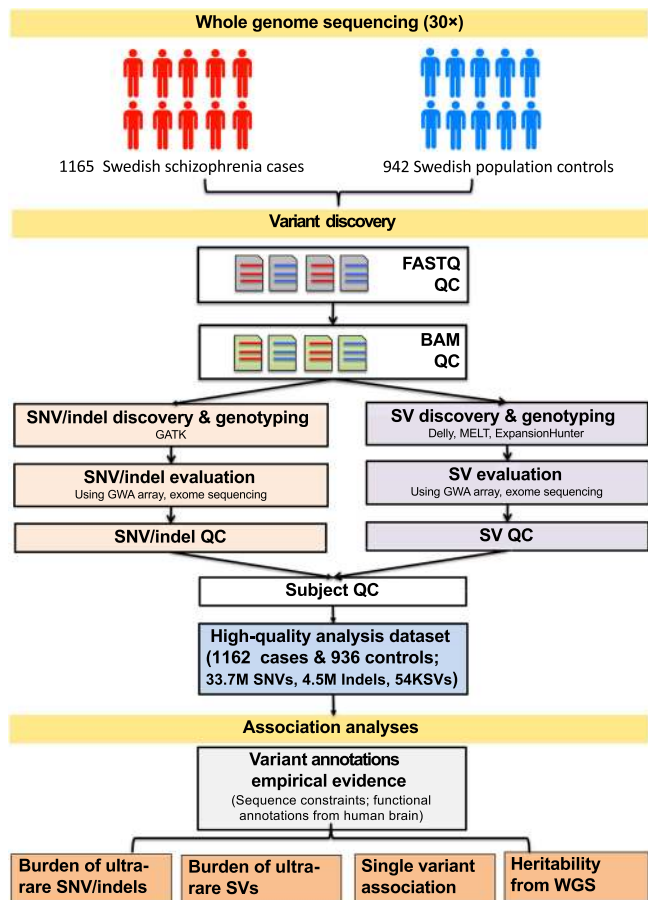 Whole genome sequencing (30×)
1165 Swedish schizophrenia cases
942 Swedish population controls
Variant discovery
FASTQ
QC
BAM
QC
SNV/indel discovery & genotyping
GATK
SV discovery & genotyping
Delly, MELT, ExpansionHunter
SNV/indel evaluation
Using GWA array, exome sequencing
SV evaluation
Using GWA array, exome sequencing
SNV/indel QC
SV QC
Subject QC
High-quality analysis dataset
(1162 cases & 936 controls;
33.7M SNVs, 4.5M Indels, 54KSVs)
Association analyses
Variant annotations
empirical evidence
(Sequence constraints; functional
annotations from human brain)
Burden of ultra-
rare SNV/indels
Burden of ultra-
rare SVs
Single variant
association
Heritability
from WGS